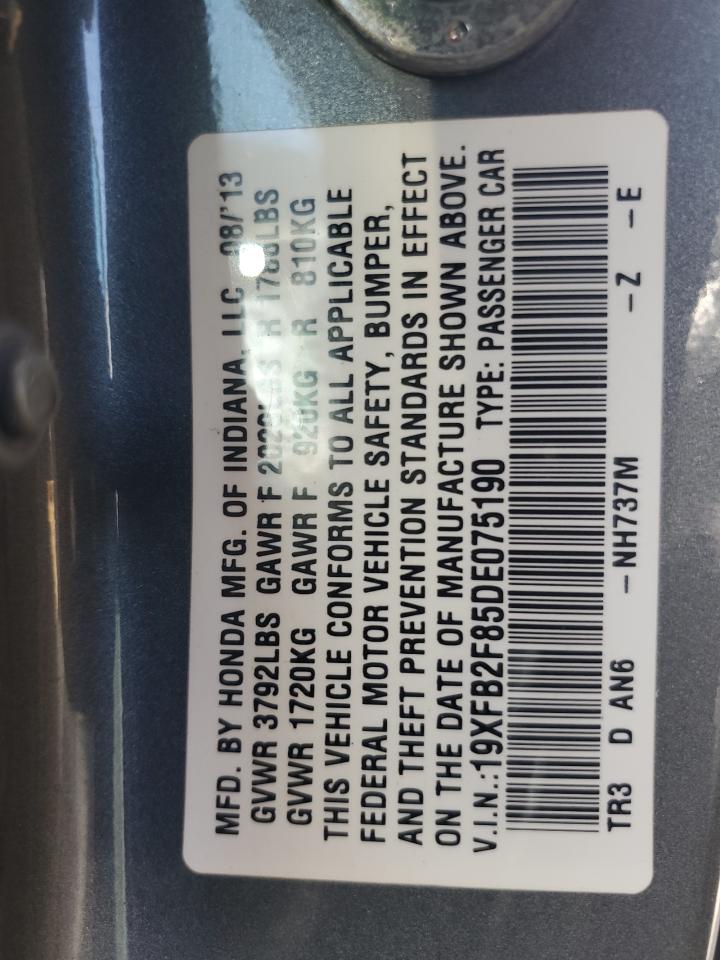 MFD. BY HONDA MFG. OF INDIANA, LLC 08/'13
GVWR 3792LBS GAWR F R
GVWR 1720KG GAWR F 920KG R 810KG
THIS VEHICLE CONFORMS TO ALL APPLICABLE
FEDERAL MOTOR VEHICLE SAFETY, BUMPER,
AND THEFT PREVENTION STANDARDS IN EFFECT
ON THE DATE OF MANUFACTURE SHOWN ABOVE.
V.I.N.:19XFB2F85DE075190 TYPE: PASSENGER CAR
TR3 D AN6 –NH737M –Z –E